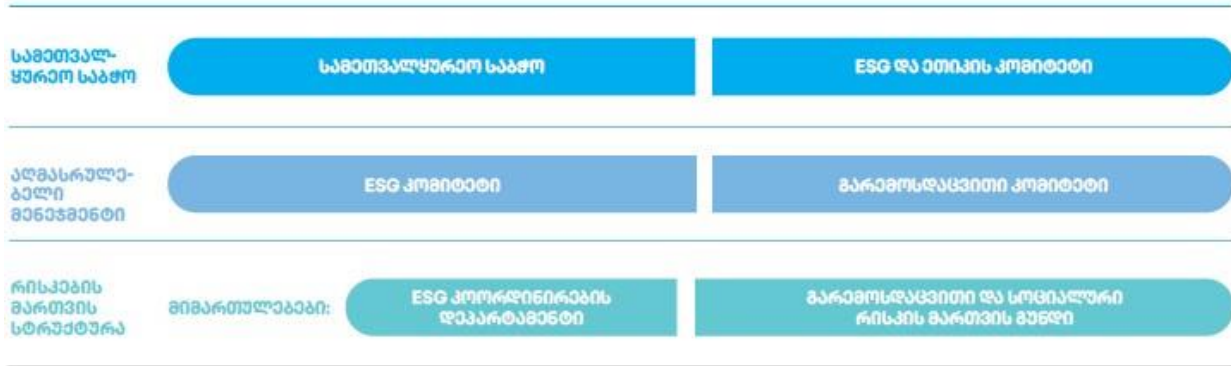 სამეთვალ-
ყურეო საბჭო
სამეთვალყურეო საბჭო
ESG და ეთიკის კომიტეტი
აღმასრულე-
ბელი
მენეჯმენტი
ESG კომიტეტი
გარემოსდაცვითი კომიტეტი
რისკების
მართვის
სტრუქტურა
მიმართულებები:
ESG კოორდინირების
დეპარტამენტი
გარემოსდაცვითი და სოციალური
რისკის მართვის გუნდი